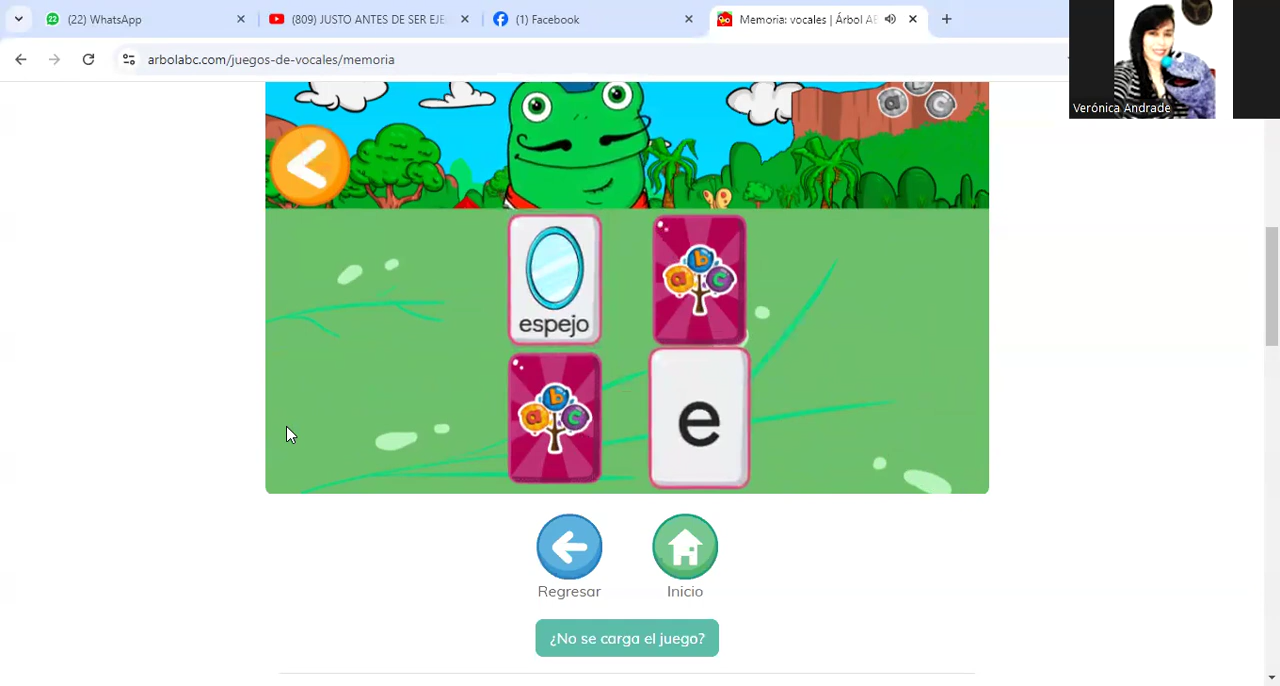 (22) WhatsApp
(809) JUSTO ANTES DE SER EJE
(1) Facebook
Memoria: vocales | Árbol AB
arbolabc.com/juegos-de-vocales/memoria
Verónica Andrade
a b c
espejo
b
a c
b
a c
e
Regresar
Inicio
¿No se carga el juego?